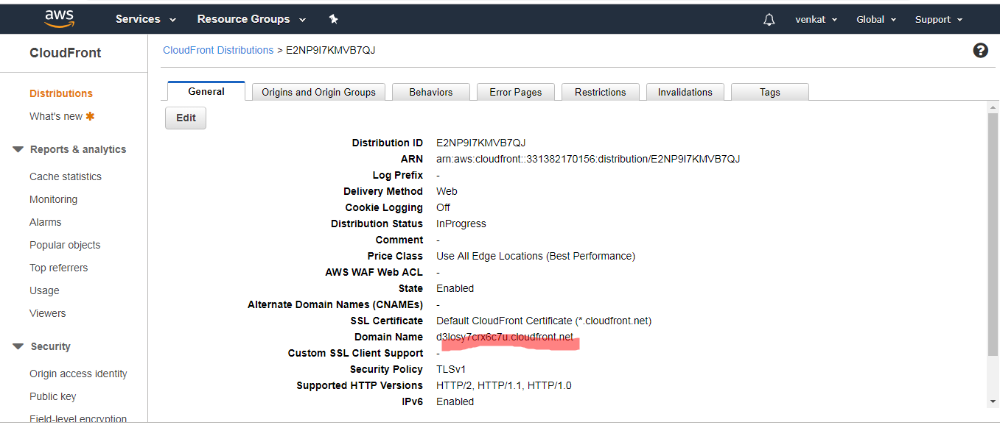 aws Services Resource Groups venkat Global Support
CloudFront
CloudFront Distributions > E2NP9I7KMVB7QJ
?
General Origins and Origin Groups Behaviors Error Pages Restrictions Invalidations Tags
Distributions
What's new
Reports & analytics
Cache statistics
Monitoring
Alarms
Popular objects
Top referrers
Usage
Viewers
Security
Origin access identity
Public key
Field-level encryption
Edit
Distribution ID E2NP9I7KMVB7QJ
ARN arn:aws:cloudfront::331382170156:distribution/E2NP9I7KMVB7QJ
Log Prefix -
Delivery Method Web
Cookie Logging Off
Distribution Status InProgress
Comment -
Price Class Use All Edge Locations (Best Performance)
AWS WAF Web ACL -
State Enabled
Alternate Domain Names (CNAMEs) -
SSL Certificate Default CloudFront Certificate (*.cloudfront.net)
Domain Name d3losy7crx6c7u.cloudfront.net
Custom SSL Client Support -
Security Policy TLSv1
Supported HTTP Versions HTTP/2, HTTP/1.1, HTTP/1.0
IPv6 Enabled